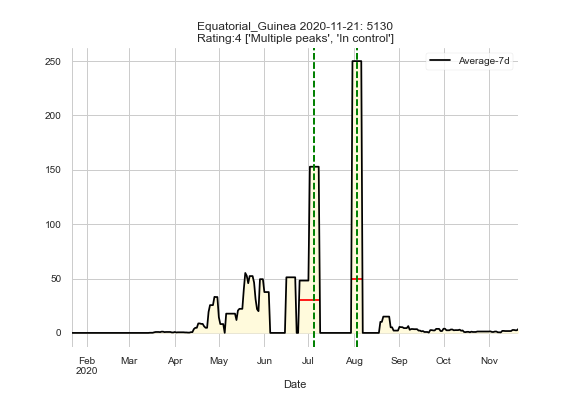 Equatorial_Guinea 2020-11-21: 5130
Rating:4 ['Multiple peaks', 'In control']
Average-7d
250
200
150
100
50
0
Feb Mar Apr May Jun Jul Aug Sep Oct Nov
2020
Date